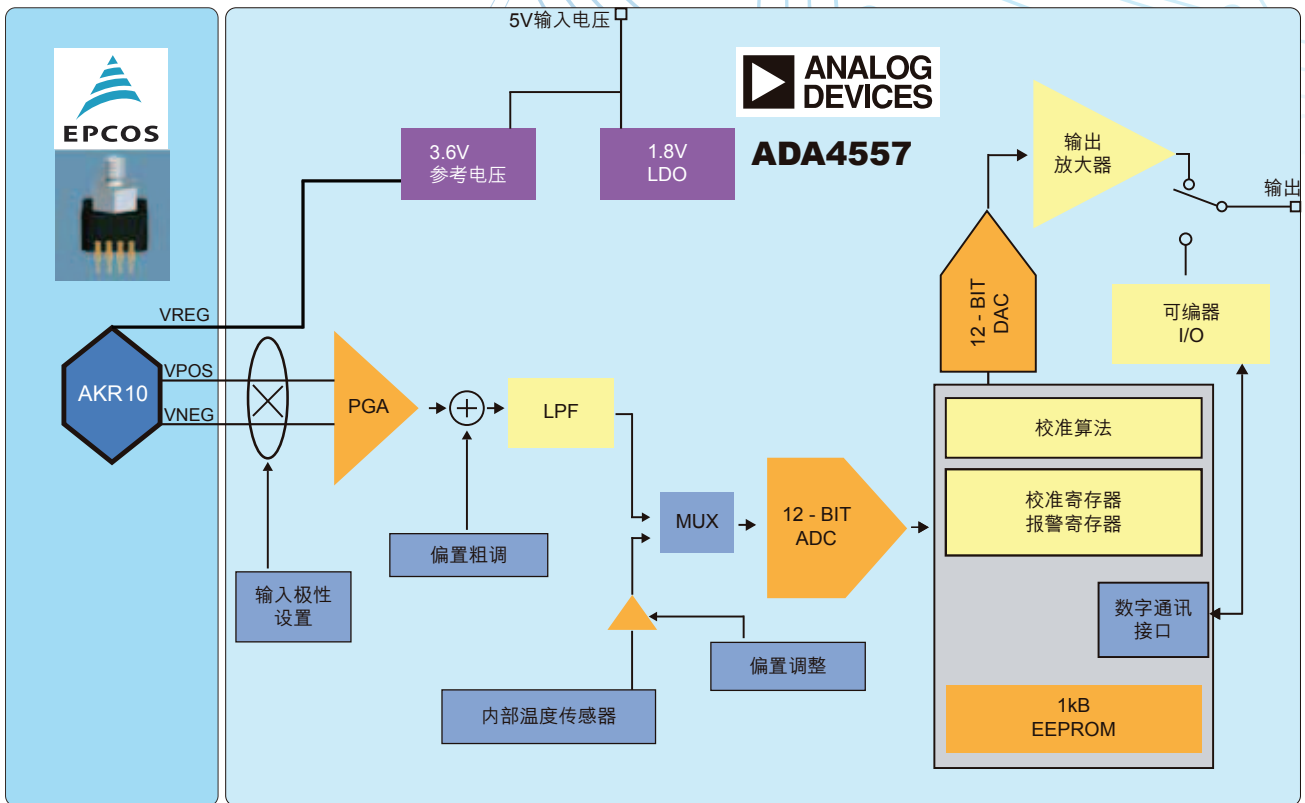 5V输入电压
EPCOS
ANALOG
DEVICES
ADA4557
3.6V
参考电压
1.8V
LDO
输出
放大器
输出
VREG
12 - BIT
DAC
可编器
I/O
AKR10
VPOS
VNEG
PGA
LPF
校准算法
MUX
12 - BIT
ADC
校准寄存器
报警寄存器
偏置粗调
输入极性
设置
数字通讯
接口
偏置调整
内部温度传感器
1kB
EEPROM